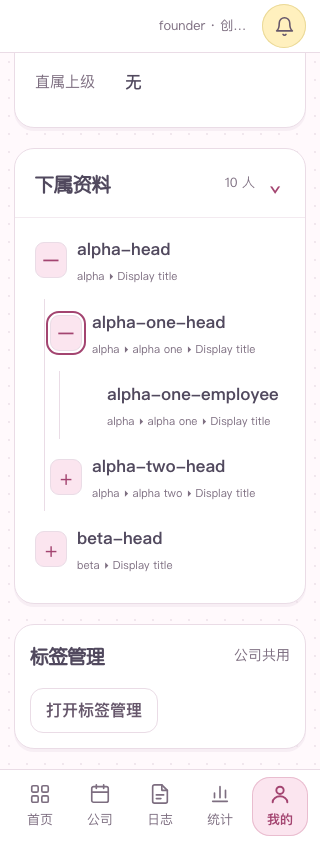 founder · 创...
直属上级 无
下属资料 10 人
alpha-head
alpha ▸ Display title
alpha-one-head
alpha ▸ alpha one ▸ Display title
alpha-one-employee
alpha ▸ alpha one ▸ Display title
alpha-two-head
alpha ▸ alpha two ▸ Display title
beta-head
beta ▸ Display title
标签管理 公司共用
打开标签管理
首页 公司 日志 统计 我的